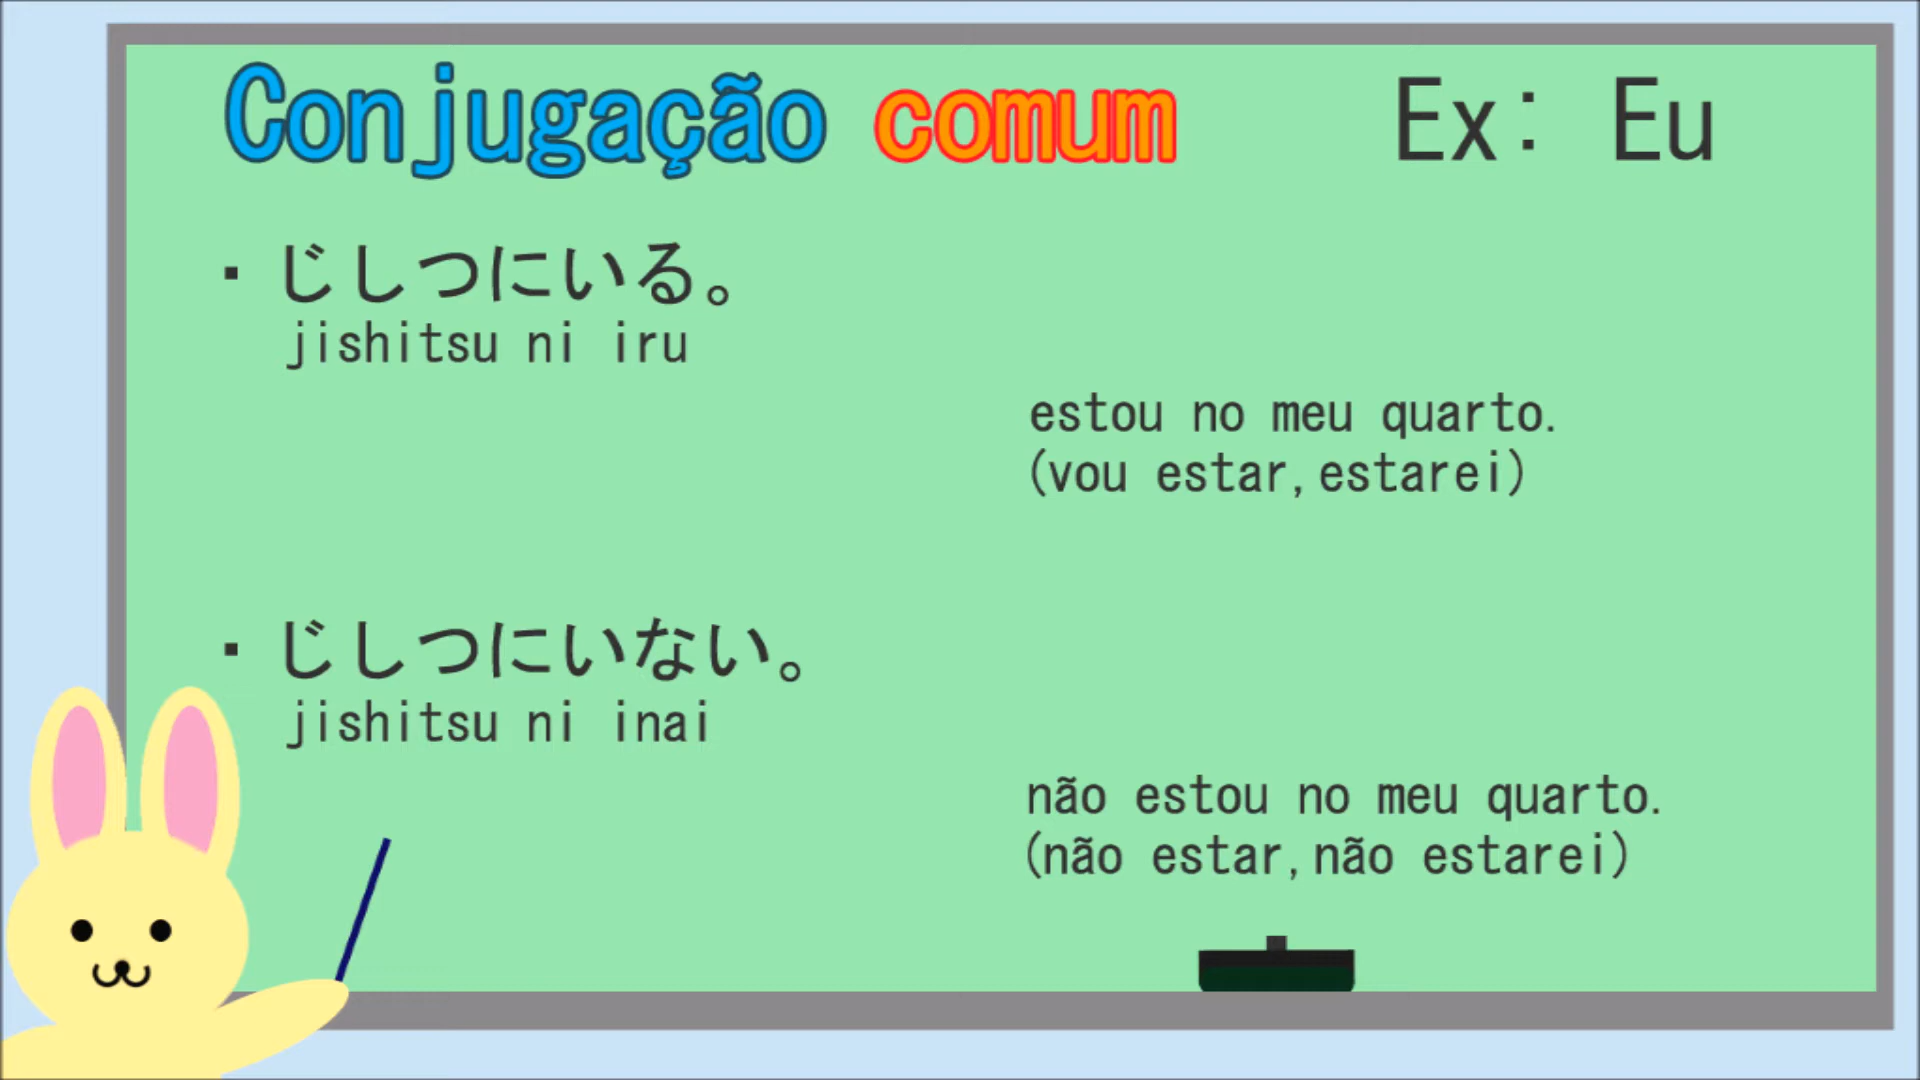 Conjugação comum Ex: Eu
・じしつにいる。
jishitsu ni iru
estou no meu quarto.
(vou estar,estarei)
・じしつにいない。
jishitsu ni inai
não estou no meu quarto.
(não estar,não estarei)